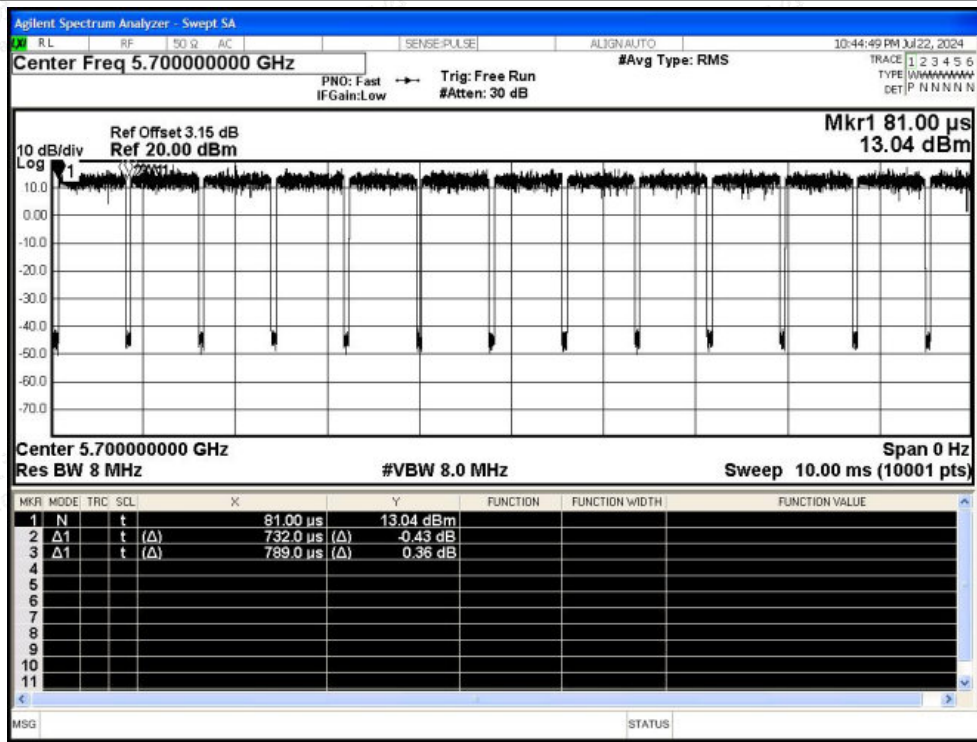 Agilent Spectrum Analyzer - Swept SA
RL RF 50 Ω AC SENSE:PULSE ALIGNAUTO 10:44:49 PM Jul 22, 2024
Center Freq 5.700000000 GHz #Avg Type: RMS TRACE 1 2 3 4 5 6
PNO: Fast Trig: Free Run TYPE
IFGain:Low #Atten: 30 dB DET P N N N N N
Mkr1 81.00 µs
Ref Offset 3.15 dB
10 dB/div Ref 20.00 dBm 13.04 dBm
Log
1
10.0
0.00
-10.0
-20.0
-30.0
-40.0
-50.0
-60.0
-70.0
Center 5.700000000 GHz Span 0 Hz
Res BW 8 MHz #VBW 8.0 MHz Sweep 10.00 ms (10001 pts)
MKR MODE TRC SCL X Y FUNCTION FUNCTION WIDTH FUNCTION VALUE
1 N t 81.00 µs 13.04 dBm
2 Δ1 t (Δ) 732.0 µs (Δ) -0.43 dB
3 Δ1 t (Δ) 789.0 µs (Δ) 0.36 dB
4
5
6
7
8
9
10
11
MSG STATUS